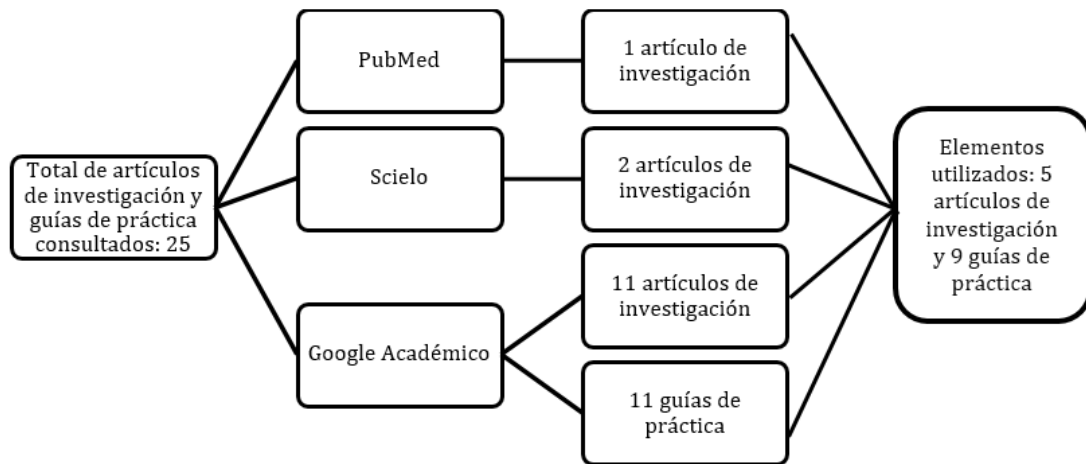 Total de artículos
de investigación y
guías de práctica
consultados: 25
PubMed
Scielo
Google Académico
1 artículo de
investigación
2 artículos de
investigación
11 artículos de
investigación
11 guías de
práctica
Elementos
utilizados: 5
artículos de
investigación
y 9 guías de
práctica